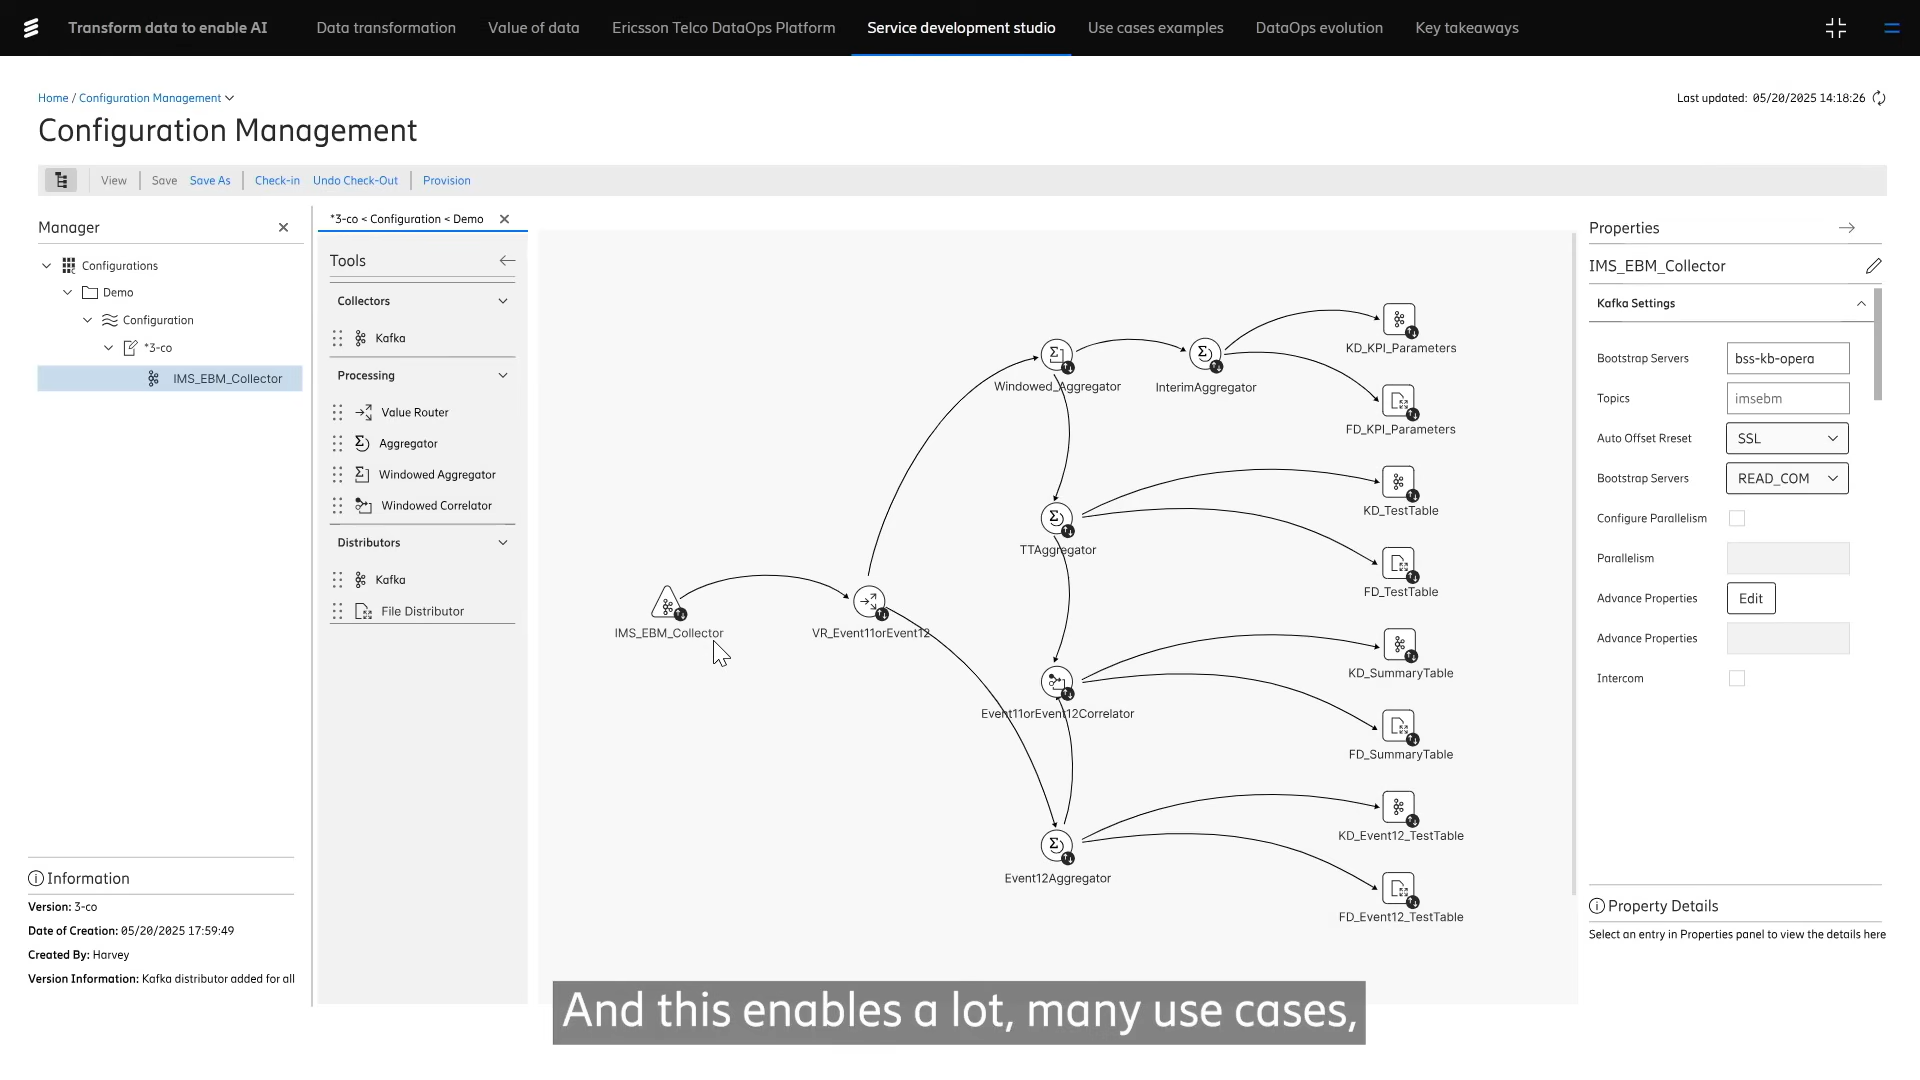 Transform data to enable AI
Data transformation
Value of data
Ericsson Telco DataOps Platform
Service development studio
Use cases examples
DataOps evolution
Key takeaways
Home / Configuration Management
Last updated: 05/20/2025 14:18:26
Configuration Management
View
Save
Save As
Check-in
Undo Check-Out
Provision
Manager
Configurations
Demo
Configuration
*3-co
IMS_EBM_Collector
Information
Version: 3-co
Date of Creation: 05/20/2025 17:59:49
Created By: Harvey
Version Information: Kafka distributor added for all
*3-co < Configuration < Demo
Tools
Collectors
Kafka
Processing
Value Router
Aggregator
Windowed Aggregator
Windowed Correlator
Distributors
Kafka
File Distributor
IMS_EBM_Collector
VR_Event11orEvent12
Windowed_Aggregator
InterimAggregator
TTAggregator
Event11orEvent12Correlator
Event12Aggregator
KD_KPI_Parameters
FD_KPI_Parameters
KD_TestTable
FD_TestTable
KD_SummaryTable
FD_SummaryTable
KD_Event12_TestTable
FD_Event12_TestTable
Properties
IMS_EBM_Collector
Kafka Settings
Bootstrap Servers bss-kb-opera
Topics imsebm
Auto Offset Rreset SSL
Bootstrap Servers READ_COM
Configure Parallelism
Parallelism
Advance Properties Edit
Advance Properties
Intercom
Property Details
Select an entry in Properties panel to view the details here
And this enables a lot, many use cases,